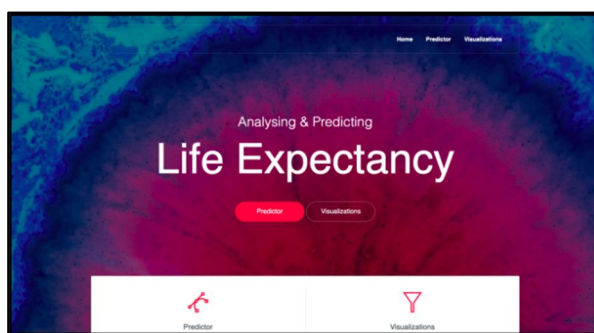 Home Predictor Visualizations
Analysing & Predicting
Life Expectancy
Predictor Visualizations
Predictor Visualizations